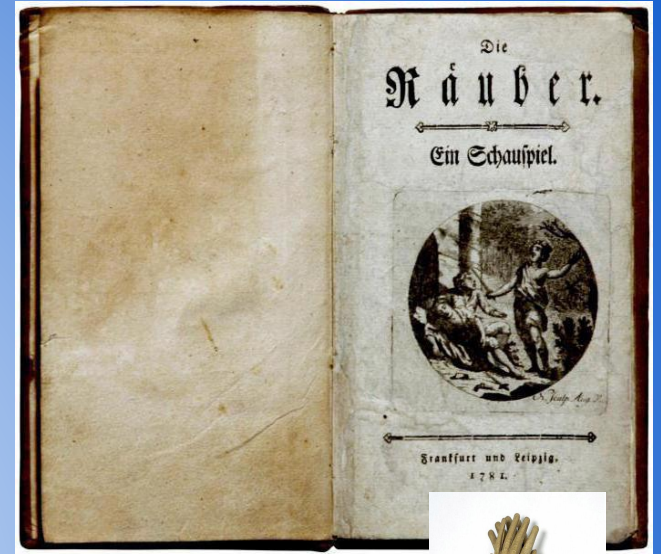 Die
Räuber.
Ein Schauſpiel.
Frankfurt und Leipzig.
1781.